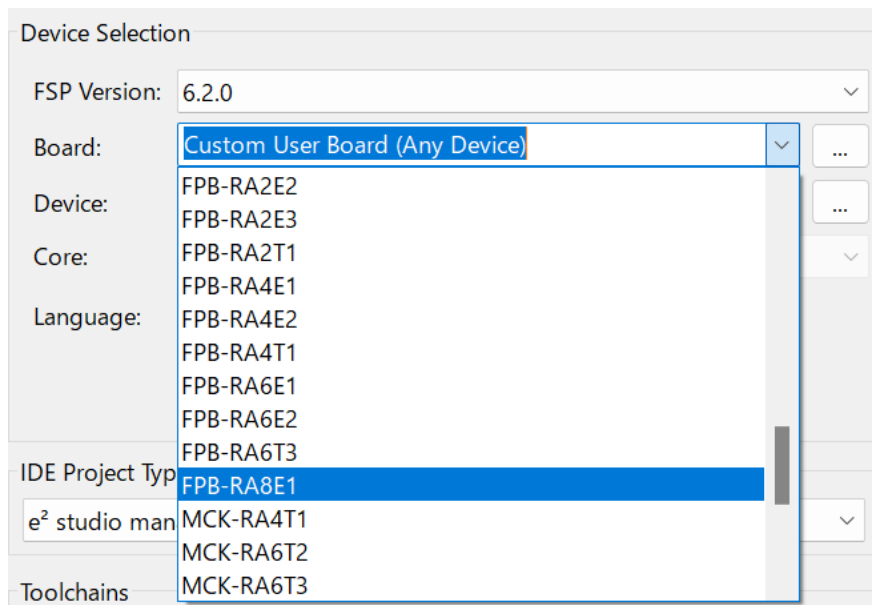 Device Selection
FSP Version: 6.2.0
Board: Custom User Board (Any Device) ...
FPB-RA2E2
Device: ...
FPB-RA2E3
FPB-RA2T1
Core:
FPB-RA4E1
Language:
FPB-RA4E2
FPB-RA4T1
FPB-RA6E1
FPB-RA6E2
FPB-RA6T3
IDE Project Typ
FPB-RA8E1
e² studio man
MCK-RA4T1
MCK-RA6T2
Toolchains
MCK-RA6T3